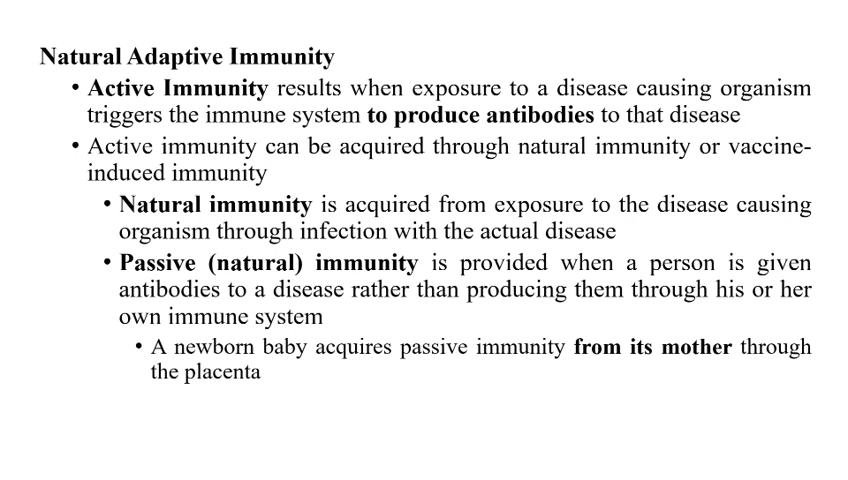 Natural Adaptive Immunity
• Active Immunity results when exposure to a disease causing organism
triggers the immune system to produce antibodies to that disease
• Active immunity can be acquired through natural immunity or vaccine-
induced immunity
• Natural immunity is acquired from exposure to the disease causing
organism through infection with the actual disease
• Passive (natural) immunity is provided when a person is given
antibodies to a disease rather than producing them through his or her
own immune system
• A newborn baby acquires passive immunity from its mother through
the placenta